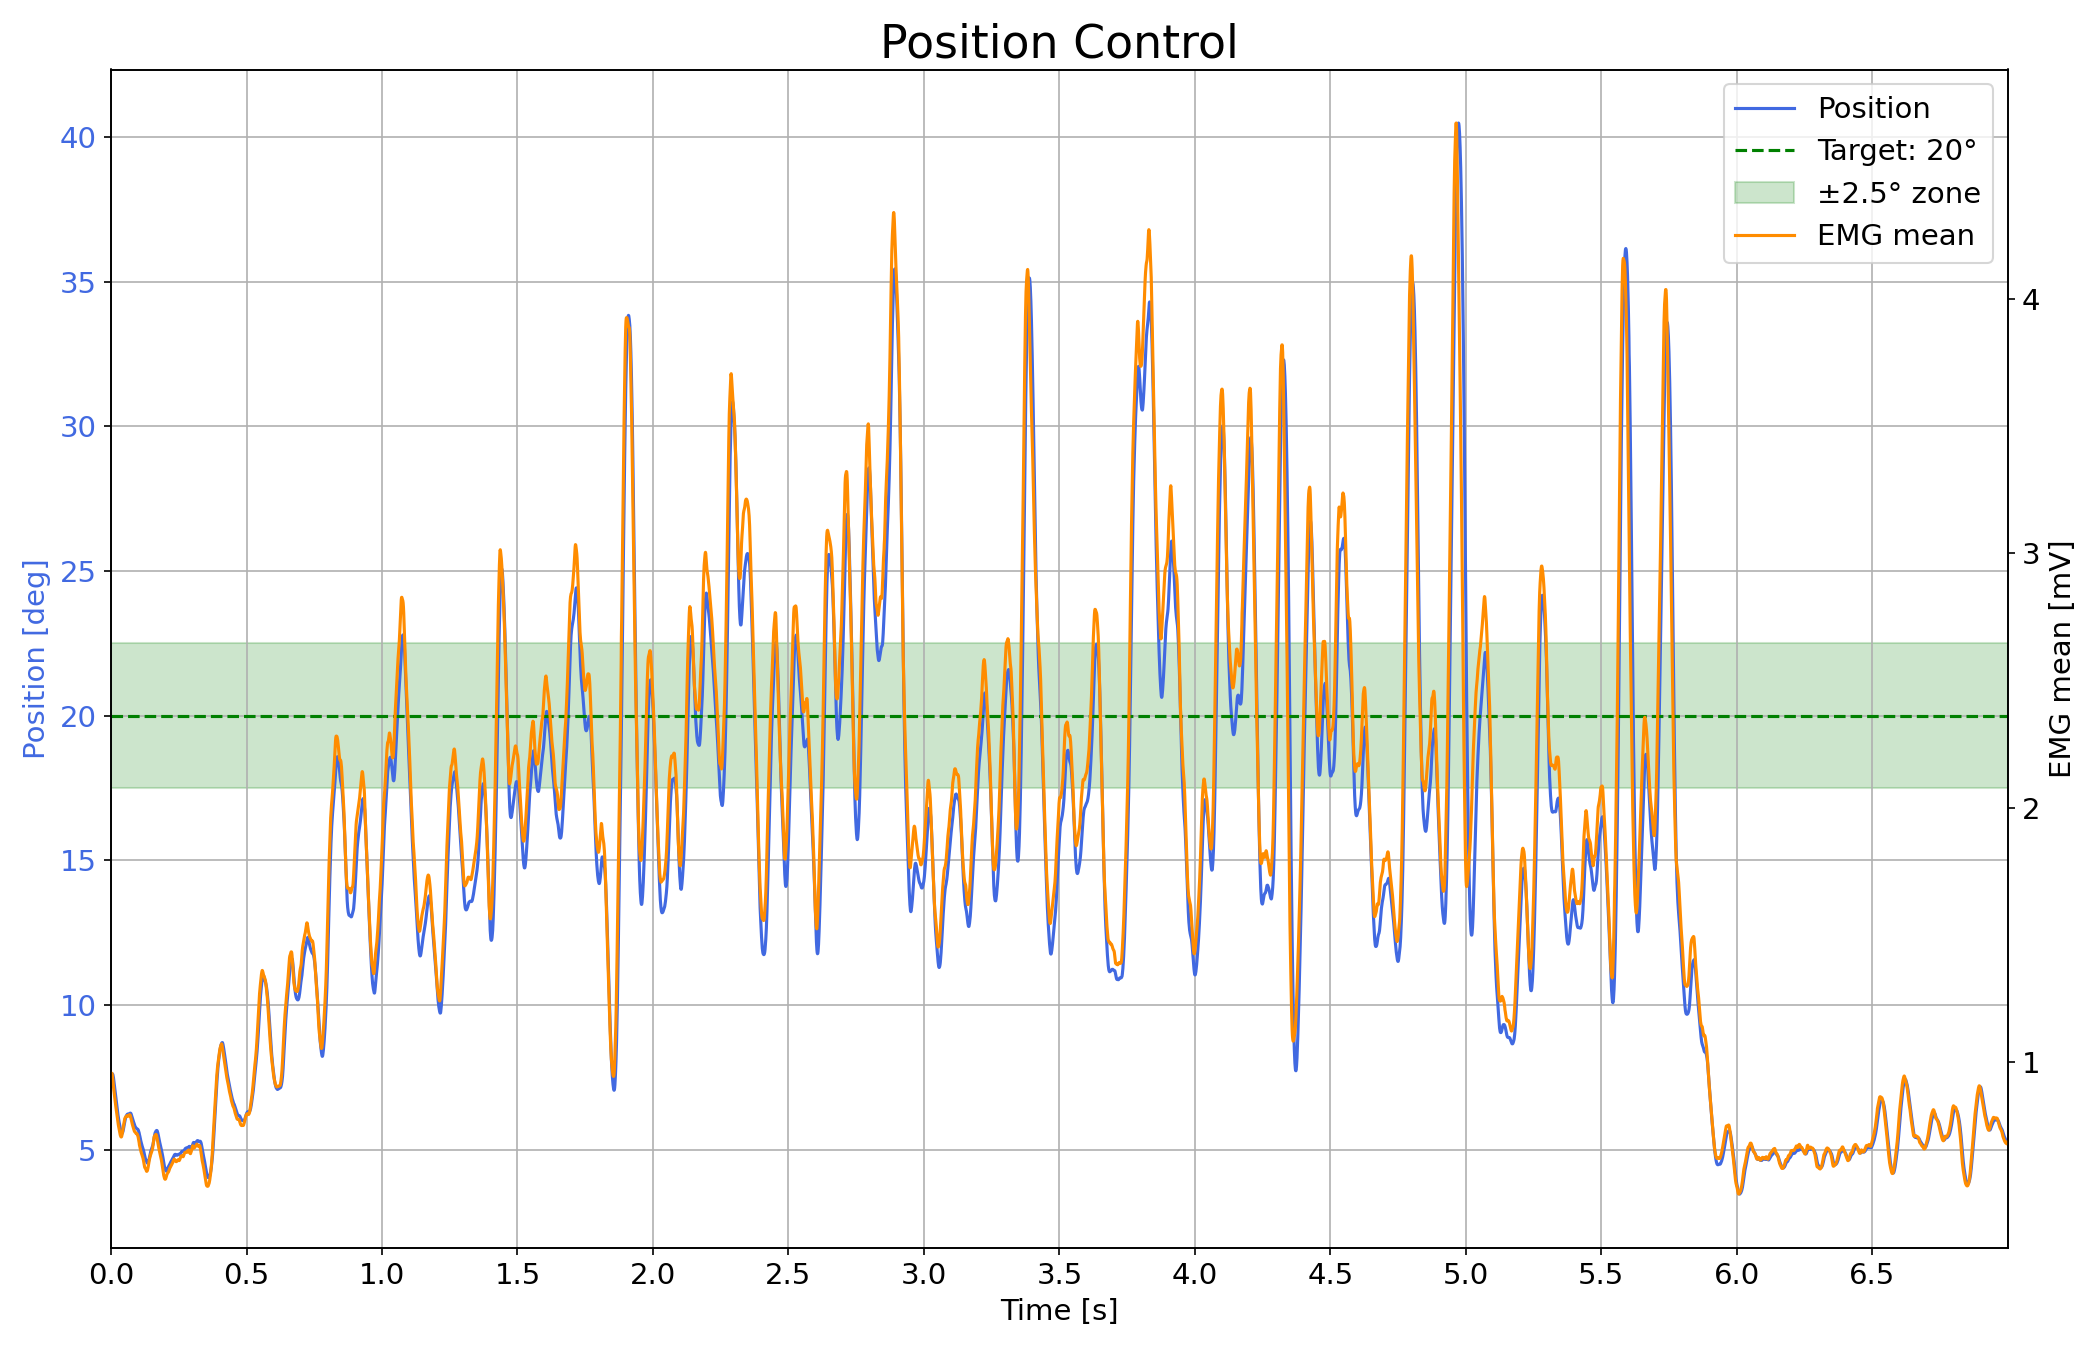 Position Control
Position
Target: 20°
±2.5° zone
EMG mean
40
35
30
25
20
15
10
5
Position [deg]
4
3
2
1
EMG mean [mV]
0.0 0.5 1.0 1.5 2.0 2.5 3.0 3.5 4.0 4.5 5.0 5.5 6.0 6.5
Time [s]